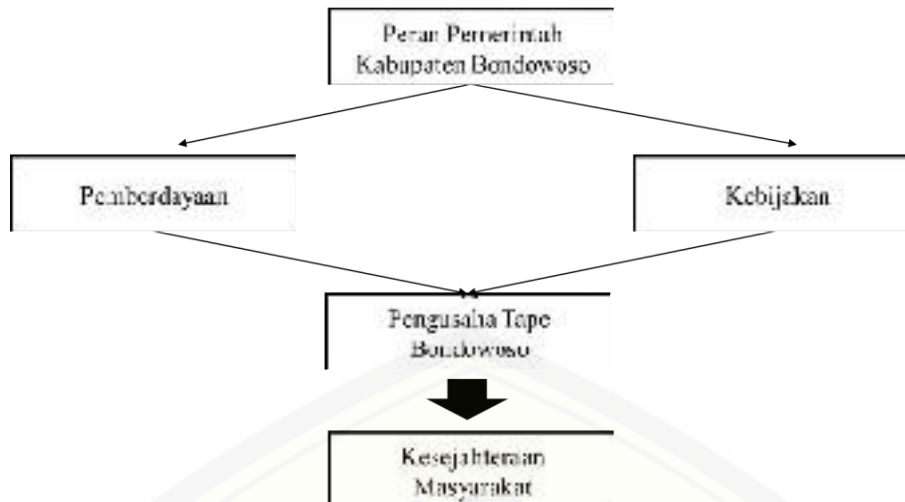 Peran Pemerintah
Kabupaten Bondowoso
Pemberdayaan
Kebijakan
Pengusaha Tape
Bondowoso
Kesejahteraan
Masyarakat